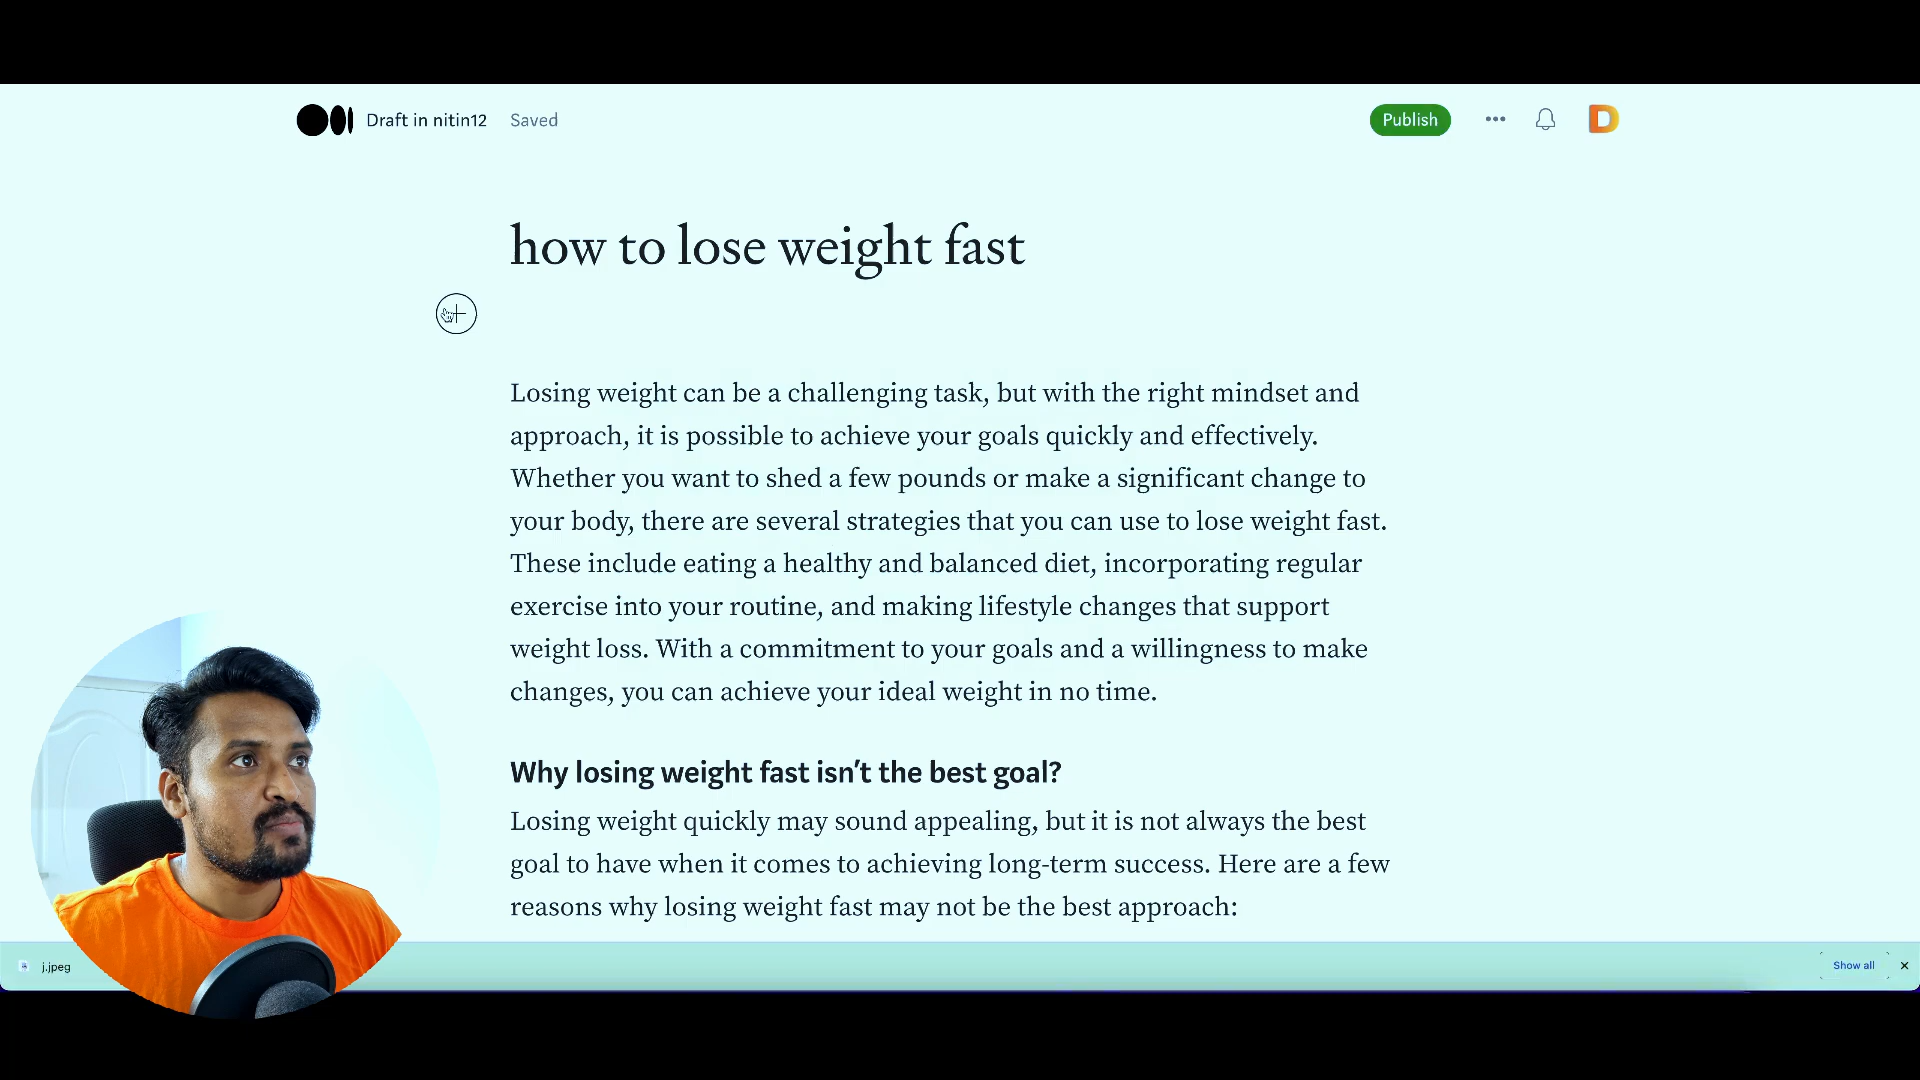 Draft in nitin12 Saved
Publish
D
how to lose weight fast
Losing weight can be a challenging task, but with the right mindset and
approach, it is possible to achieve your goals quickly and effectively.
Whether you want to shed a few pounds or make a significant change to
your body, there are several strategies that you can use to lose weight fast.
These include eating a healthy and balanced diet, incorporating regular
exercise into your routine, and making lifestyle changes that support
weight loss. With a commitment to your goals and a willingness to make
changes, you can achieve your ideal weight in no time.
Why losing weight fast isn’t the best goal?
Losing weight quickly may sound appealing, but it is not always the best
goal to have when it comes to achieving long-term success. Here are a few
reasons why losing weight fast may not be the best approach:
j.jpeg
Show all